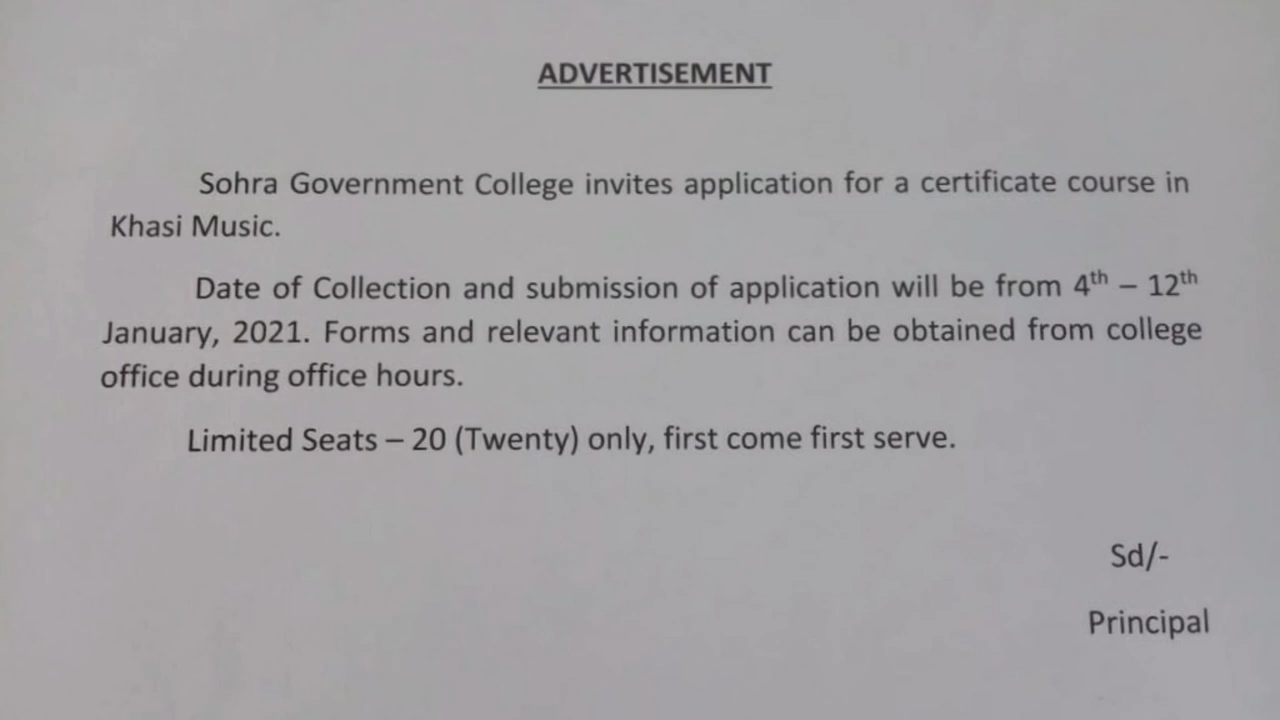 ADVERTISEMENT
Sohra Government College invites application for a certificate course in
Khasi Music.
Date of Collection and submission of application will be from 4th – 12th
January, 2021. Forms and relevant information can be obtained from college
office during office hours.
Limited Seats – 20 (Twenty) only, first come first serve.
Sd/-
Principal